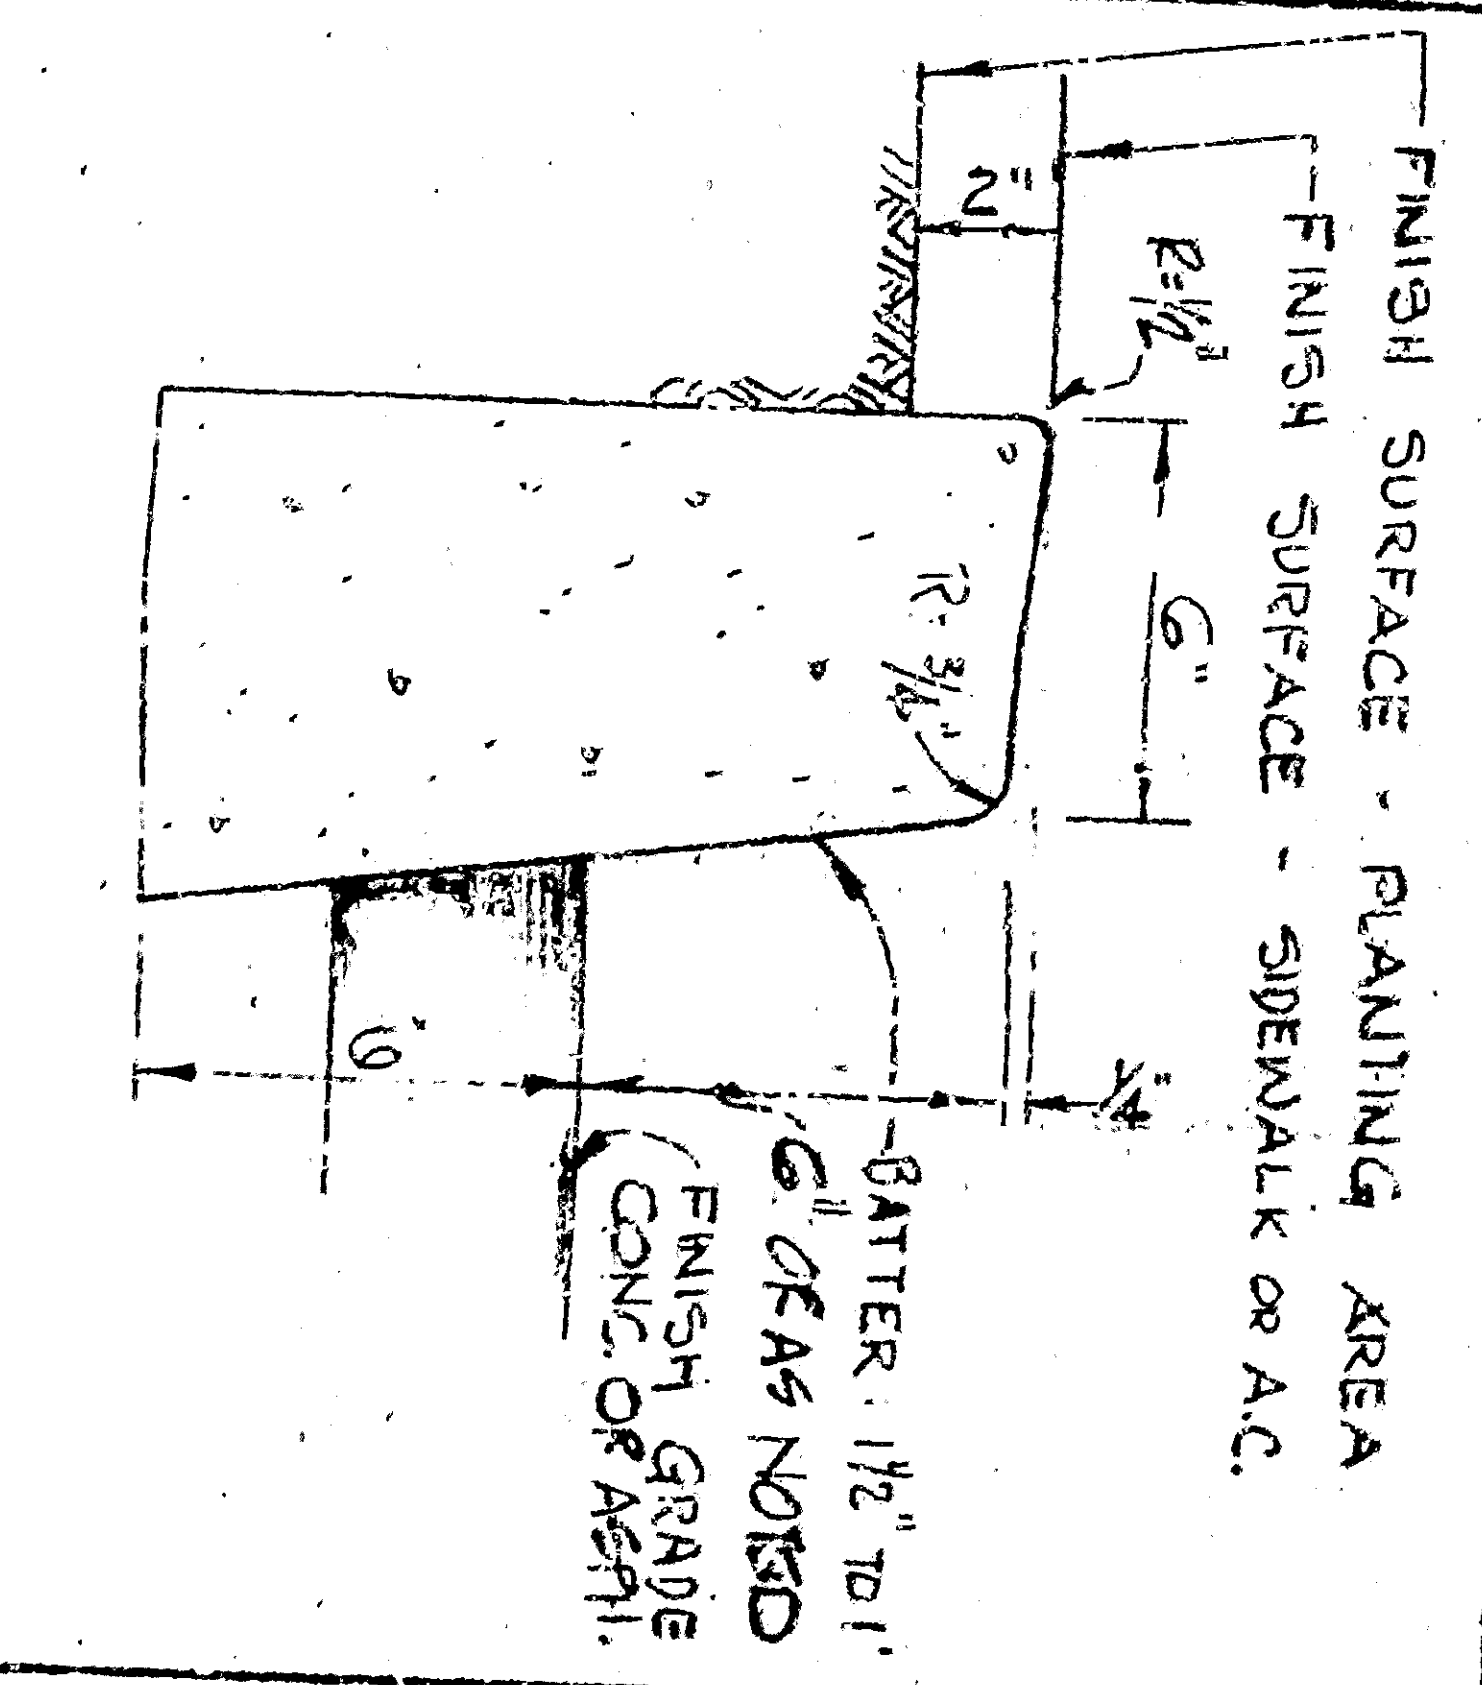 FINISH SURFACE - PLANTING AREA
FINISH SURFACE - SIDEWALK OR A.C.
2"
R=1/2"
6"
R. 3/4"
1/4"
BATTER : 1 1/2" TO 1'
6" OR AS NOTED
FINISH GRADE
CONC. OR ASPH.
6"